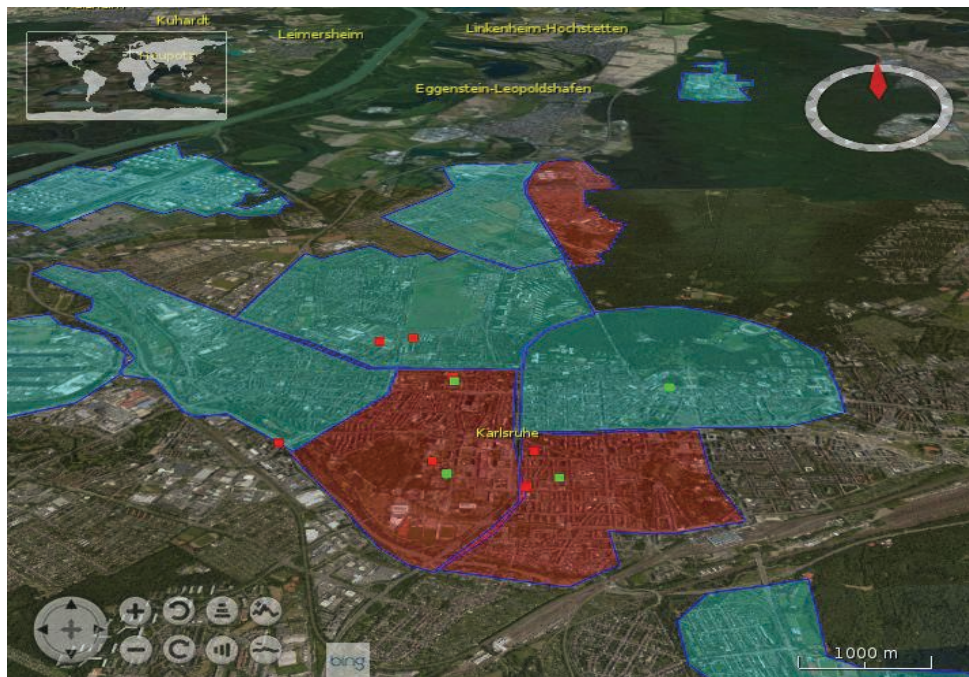 Kuhardt
Leimersheim
Linkenheim-Hochstetten
Eggenstein-Leopoldshafen
Karlsruhe
bing
1000 m